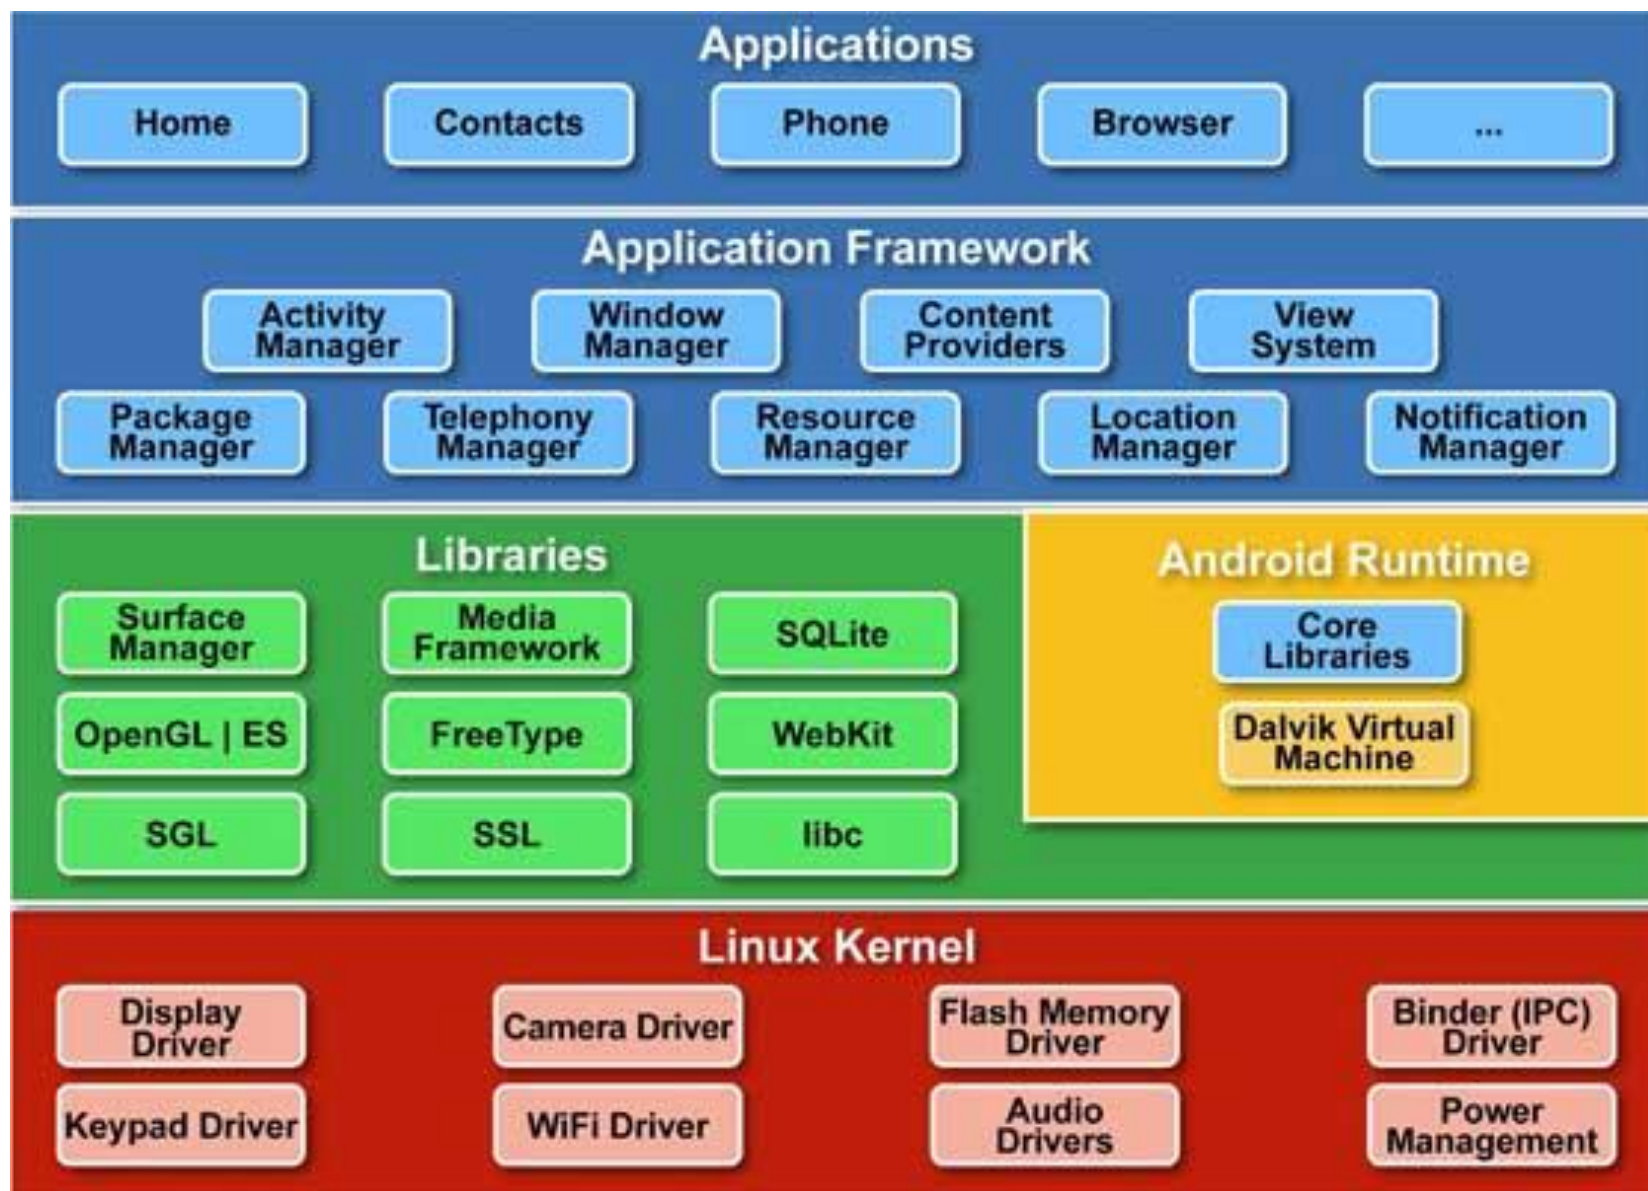 Applications
Home
Contacts
Phone
Browser
...
Application Framework
Activity
Manager
Window
Manager
Content
Providers
View
System
Package
Manager
Telephony
Manager
Resource
Manager
Location
Manager
Notification
Manager
Libraries
Surface
Manager
Media
Framework
SQLite
OpenGL | ES
FreeType
WebKit
SGL
SSL
libc
Android Runtime
Core
Libraries
Dalvik Virtual
Machine
Linux Kernel
Display
Driver
Camera Driver
Flash Memory
Driver
Binder (IPC)
Driver
Keypad Driver
WiFi Driver
Audio
Drivers
Power
Management